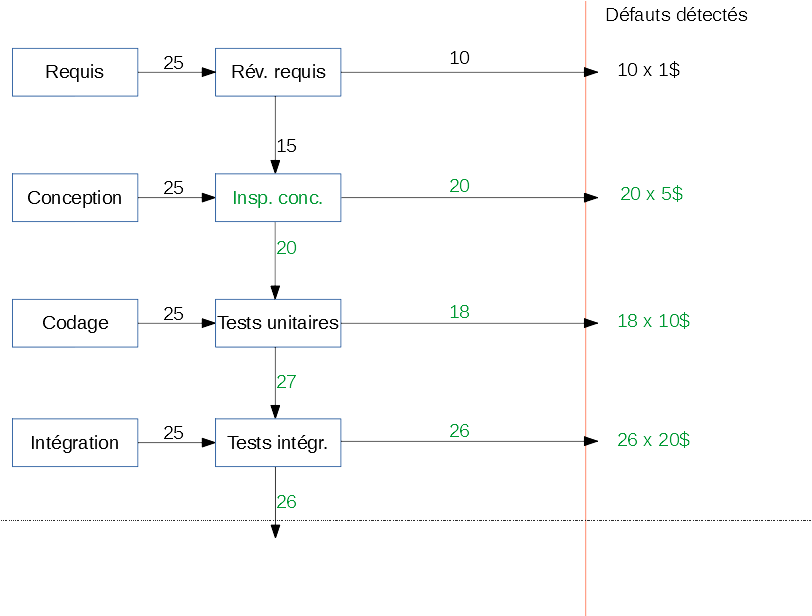 Défauts détectés
Requis 25 Rév. requis 10 10 x 1$
15
Conception 25 Insp. conc. 20 20 x 5$
20
Codage 25 Tests unitaires 18 18 x 10$
27
Intégration 25 Tests intégr. 26 26 x 20$
26